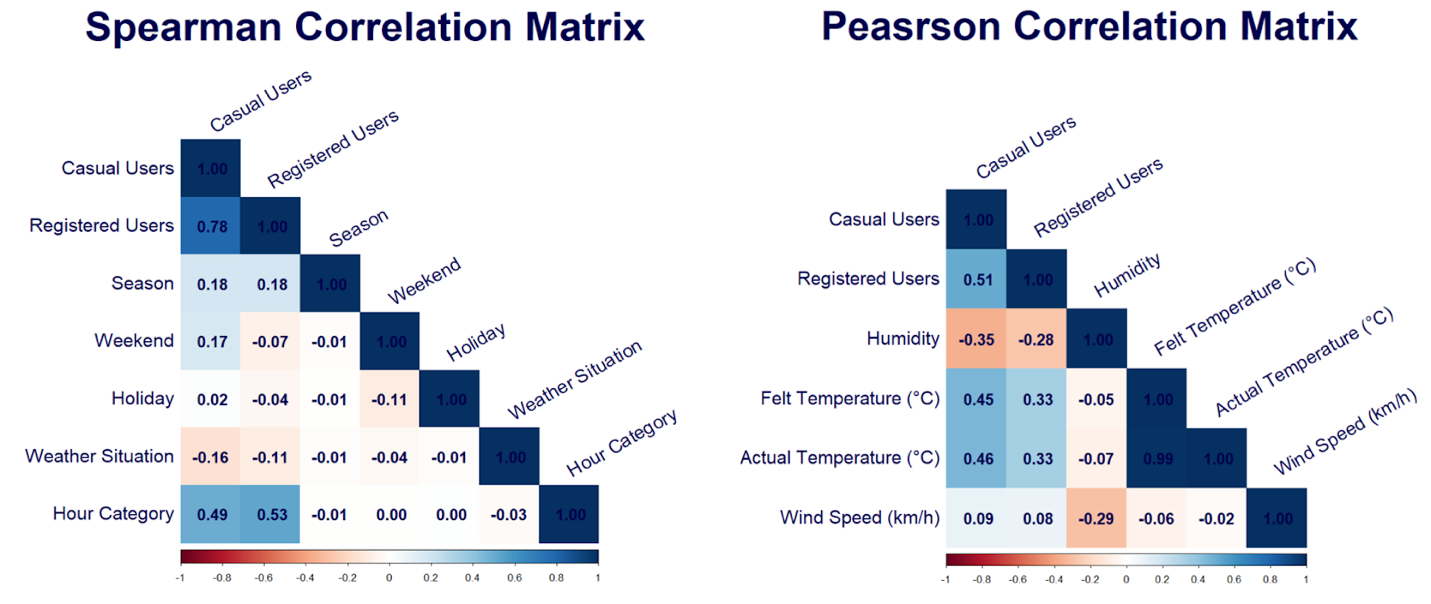 Spearman Correlation Matrix
Casual Users
Registered Users
Season
Weekend
Holiday
Weather Situation
Hour Category
Casual Users 1.00
Registered Users 0.78 1.00
Season 0.18 0.18 1.00
Weekend 0.17 -0.07 -0.01 1.00
Holiday 0.02 -0.04 -0.01 -0.11 1.00
Weather Situation -0.16 -0.11 -0.01 -0.04 -0.01 1.00
Hour Category 0.49 0.53 -0.01 0.00 0.00 -0.03 1.00
-1 -0.8 -0.6 -0.4 -0.2 0 0.2 0.4 0.6 0.8 1
Peasrson Correlation Matrix
Casual Users
Registered Users
Humidity
Felt Temperature (°C)
Actual Temperature (°C)
Wind Speed (km/h)
Casual Users 1.00
Registered Users 0.51 1.00
Humidity -0.35 -0.28 1.00
Felt Temperature (°C) 0.45 0.33 -0.05 1.00
Actual Temperature (°C) 0.46 0.33 -0.07 0.99 1.00
Wind Speed (km/h) 0.09 0.08 -0.29 -0.06 -0.02 1.00
-1 -0.8 -0.6 -0.4 -0.2 0 0.2 0.4 0.6 0.8 1